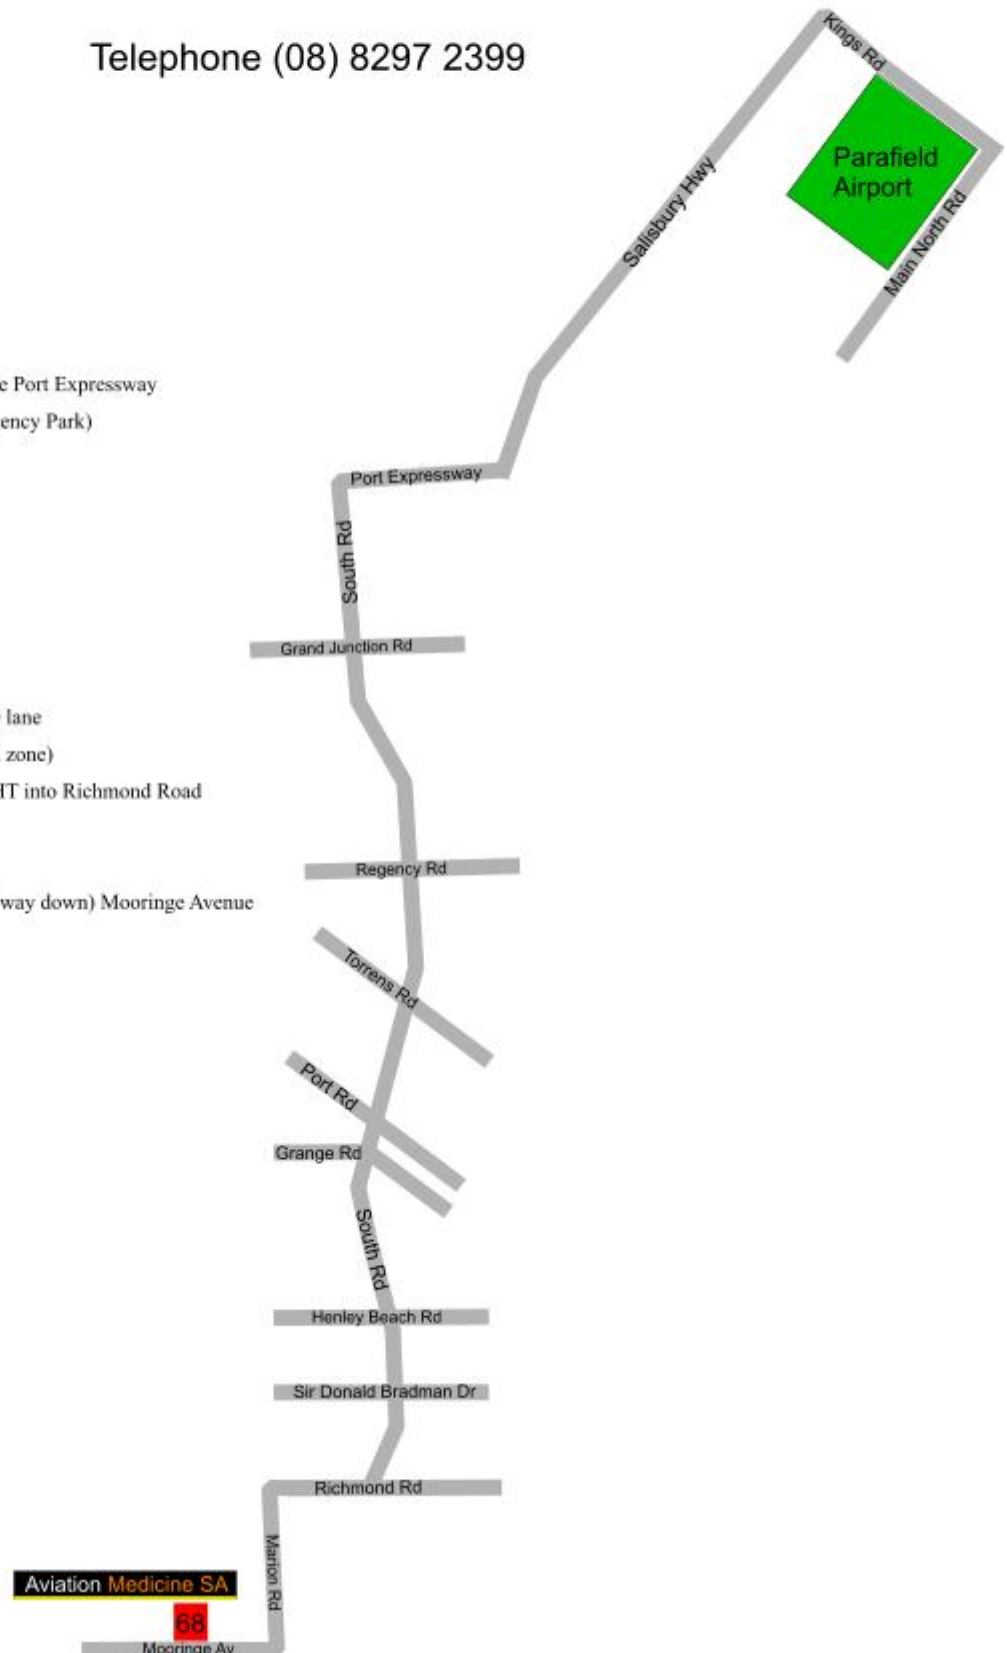 Telephone (08) 8297 2399
Kings Rd
Parafield
Airport
Salisbury Hwy
Main North Rd
e Port Expressway
ency Park)
Port Expressway
South Rd
Grand Junction Rd
lane
zone)
HT into Richmond Road
Regency Rd
way down) Mooringe Avenue
Torrens Rd
Port Rd
Grange Rd
South Rd
Henley Beach Rd
Sir Donald Bradman Dr
Richmond Rd
Marion Rd
Aviation Medicine SA
68
Mooringe Av